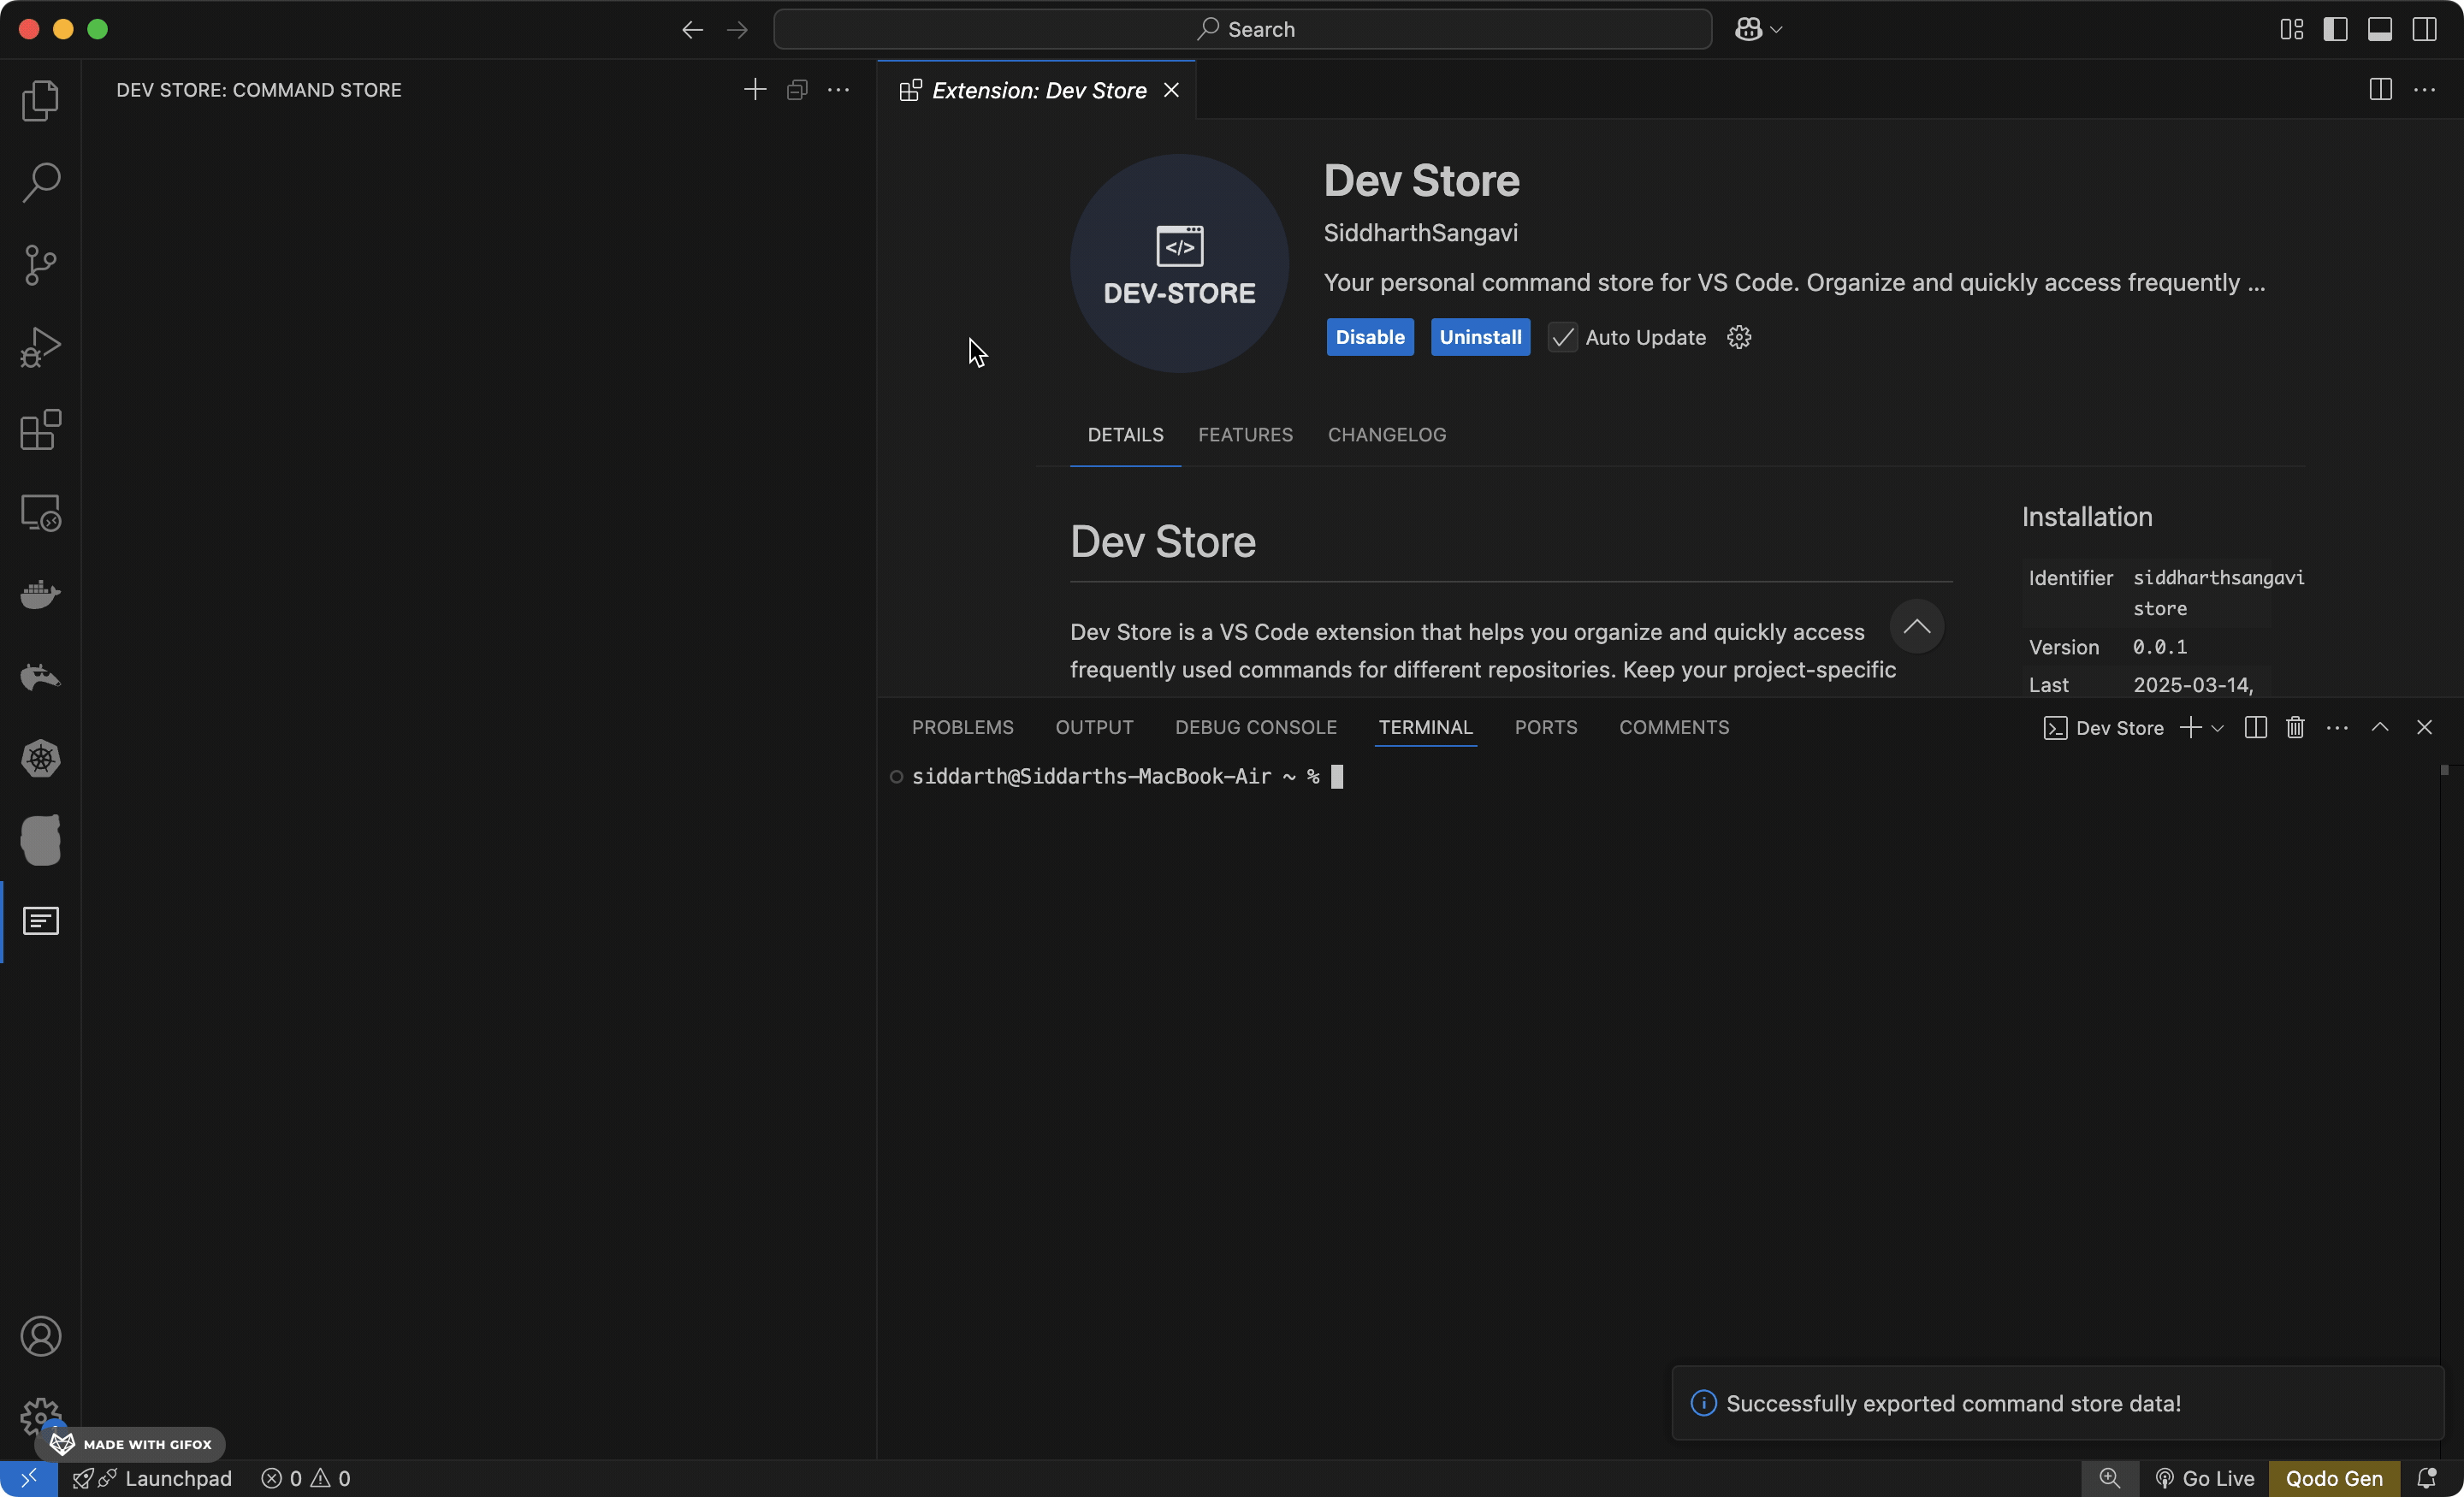 Search
DEV STORE: COMMAND STORE
Extension: Dev Store
</>
DEV-STORE
Dev Store
SiddharthSangavi
Your personal command store for VS Code. Organize and quickly access frequently ...
Disable
Uninstall
Auto Update
DETAILS FEATURES CHANGELOG
Dev Store
Dev Store is a VS Code extension that helps you organize and quickly access
frequently used commands for different repositories. Keep your project-specific
Installation
Identifier siddharthsangavi
store
Version 0.0.1
Last 2025-03-14,
PROBLEMS OUTPUT DEBUG CONSOLE TERMINAL PORTS COMMENTS
Dev Store
siddarth@Siddarths-MacBook-Air ~ %
Successfully exported command store data!
MADE WITH GIFOX
Launchpad 0 0
Go Live Qodo Gen